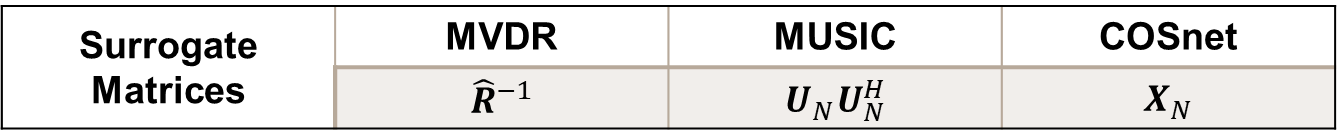 Surrogate Matrices MVDR MUSIC COSnet
R̂⁻¹ U_N U_N^H X_N